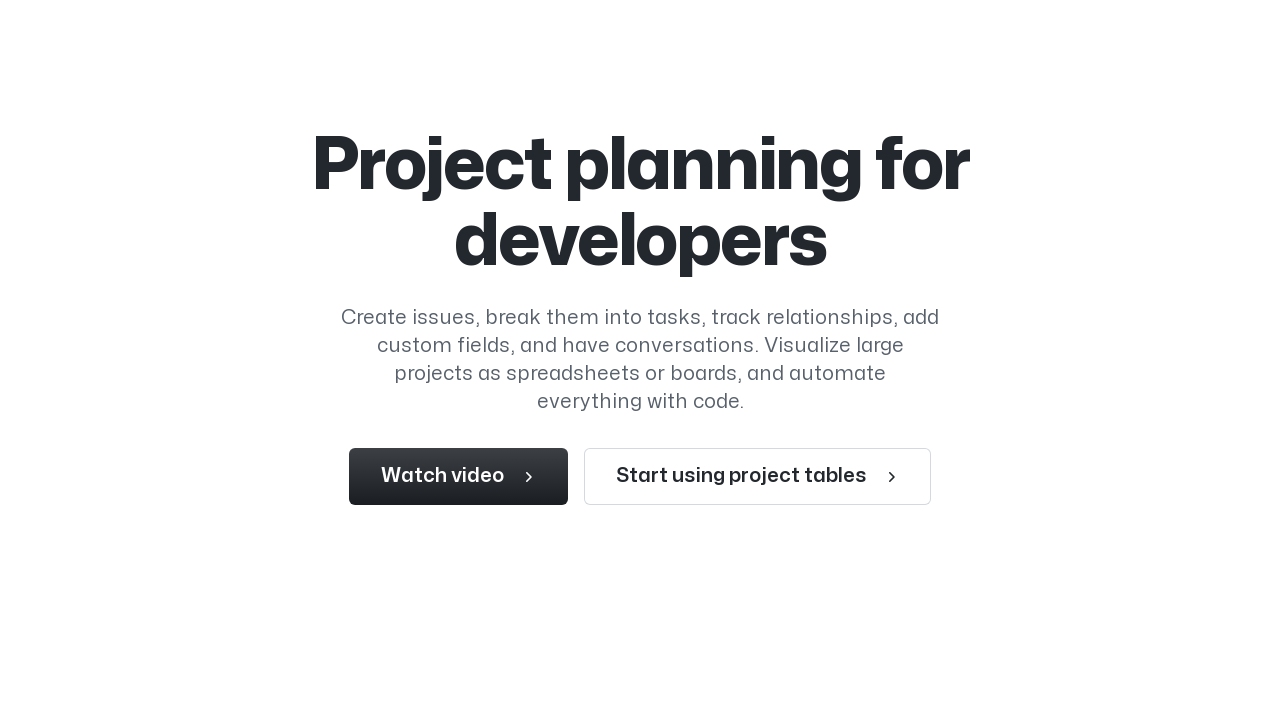 Project planning for
developers
Create issues, break them into tasks, track relationships, add
custom fields, and have conversations. Visualize large
projects as spreadsheets or boards, and automate
everything with code.
Watch video
Start using project tables